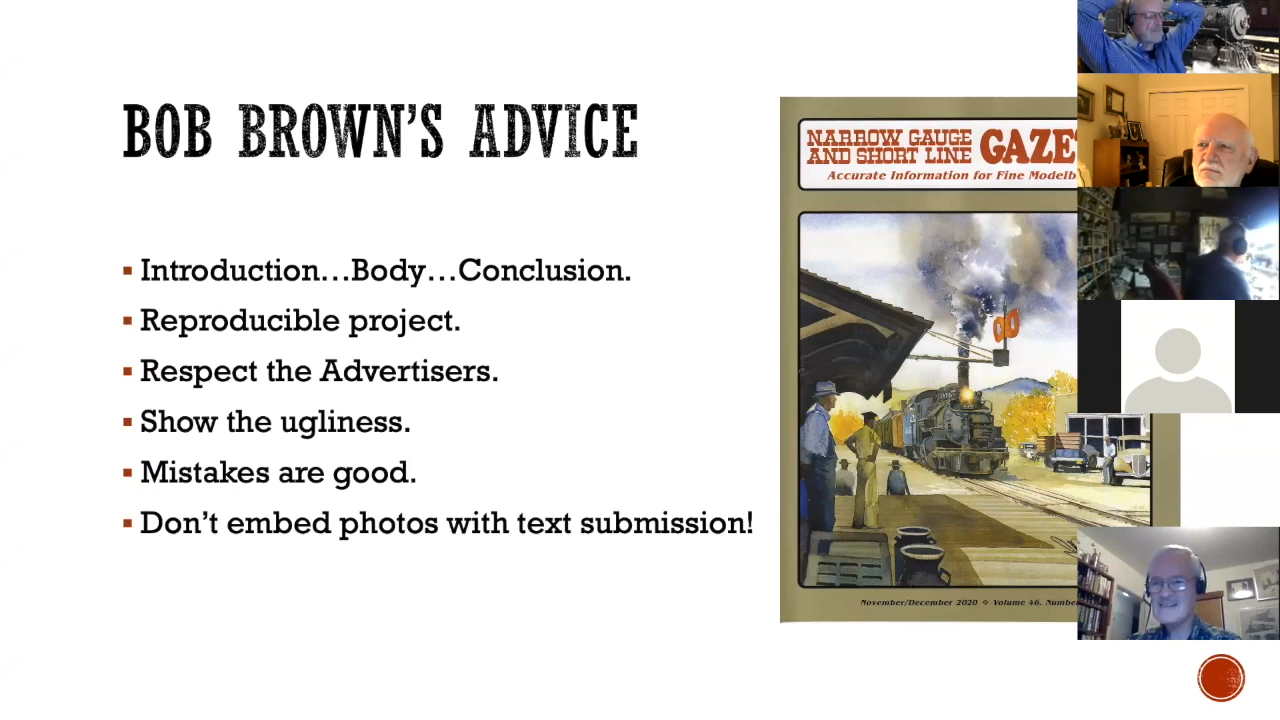 BOB BROWN'S ADVICE
Introduction...Body...Conclusion.
Reproducible project.
Respect the Advertisers.
Show the ugliness.
Mistakes are good.
Don't embed photos with text submission!
NARROW GAUGE
AND SHORT LINE
Accurate Information for Fine
November/December 2020 ❖ Volume 46,